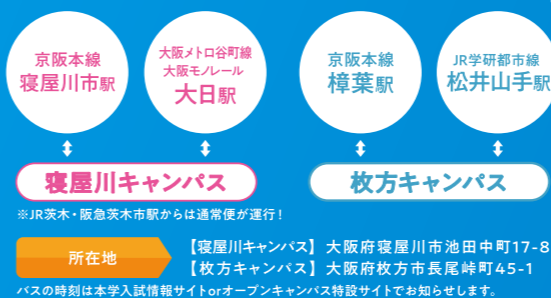 京阪本線
寝屋川市駅
大阪メトロ谷町線
大阪モノレール
大日駅
京阪本線
樟葉駅
JR学研都市線
松井山手駅
寝屋川キャンパス
枚方キャンパス
※JR茨木・阪急茨木市駅からは通常便が運行！
所在地
【寝屋川キャンパス】大阪府寝屋川市池田中町17-8
【枚方キャンパス】大阪府枚方市長尾峠町45-1
バスの時刻は本学入試情報サイトorオープンキャンパス特設サイトでお知らせします。